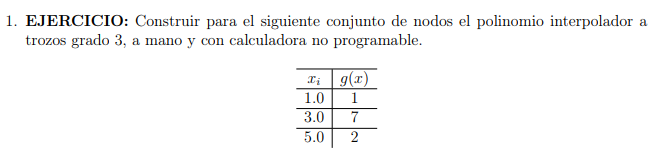 1. EJERCICIO: Construir para el siguiente conjunto de nodos el polinomio interpolador a
trozos grado 3, a mano y con calculadora no programable.
xᵢ g(x)
1.0 1
3.0 7
5.0 2